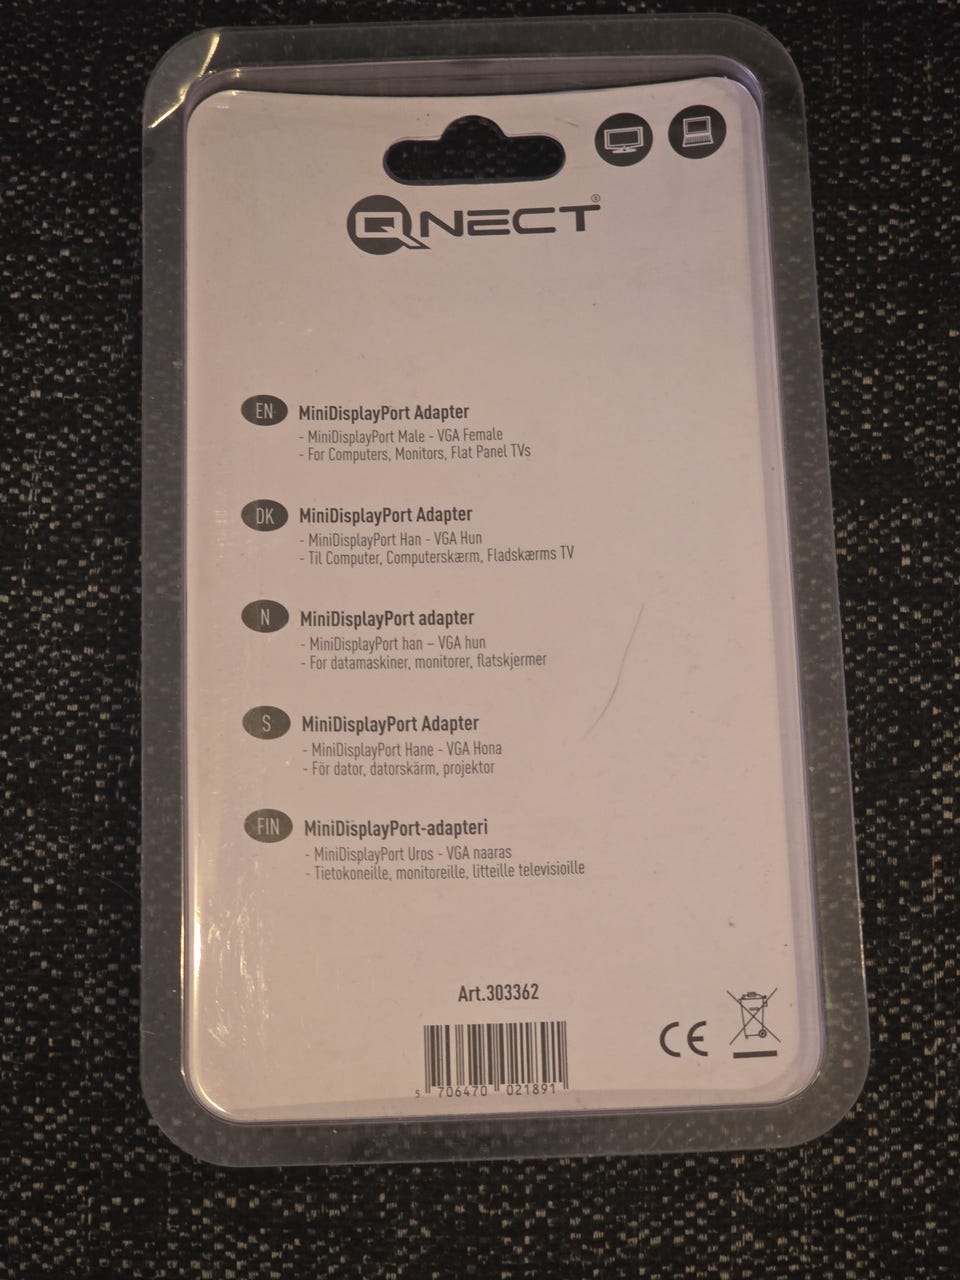 QNECT®
EN MiniDisplayPort Adapter
- MiniDisplayPort Male - VGA Female
- For Computers, Monitors, Flat Panel TVs
DK MiniDisplayPort Adapter
- MiniDisplayPort Han - VGA Hun
- Til Computer, Computerskærm, Fladskærms TV
N MiniDisplayPort adapter
- MiniDisplayPort han – VGA hun
- For datamaskiner, monitorer, flatskjermer
S MiniDisplayPort Adapter
- MiniDisplayPort Hane - VGA Hona
- För dator, datorskärm, projektor
FIN MiniDisplayPort-adapteri
- MiniDisplayPort Uros - VGA naaras
- Tietokoneille, monitoreille, litteille televisioille
Art.303362
CE
5 706470 021891